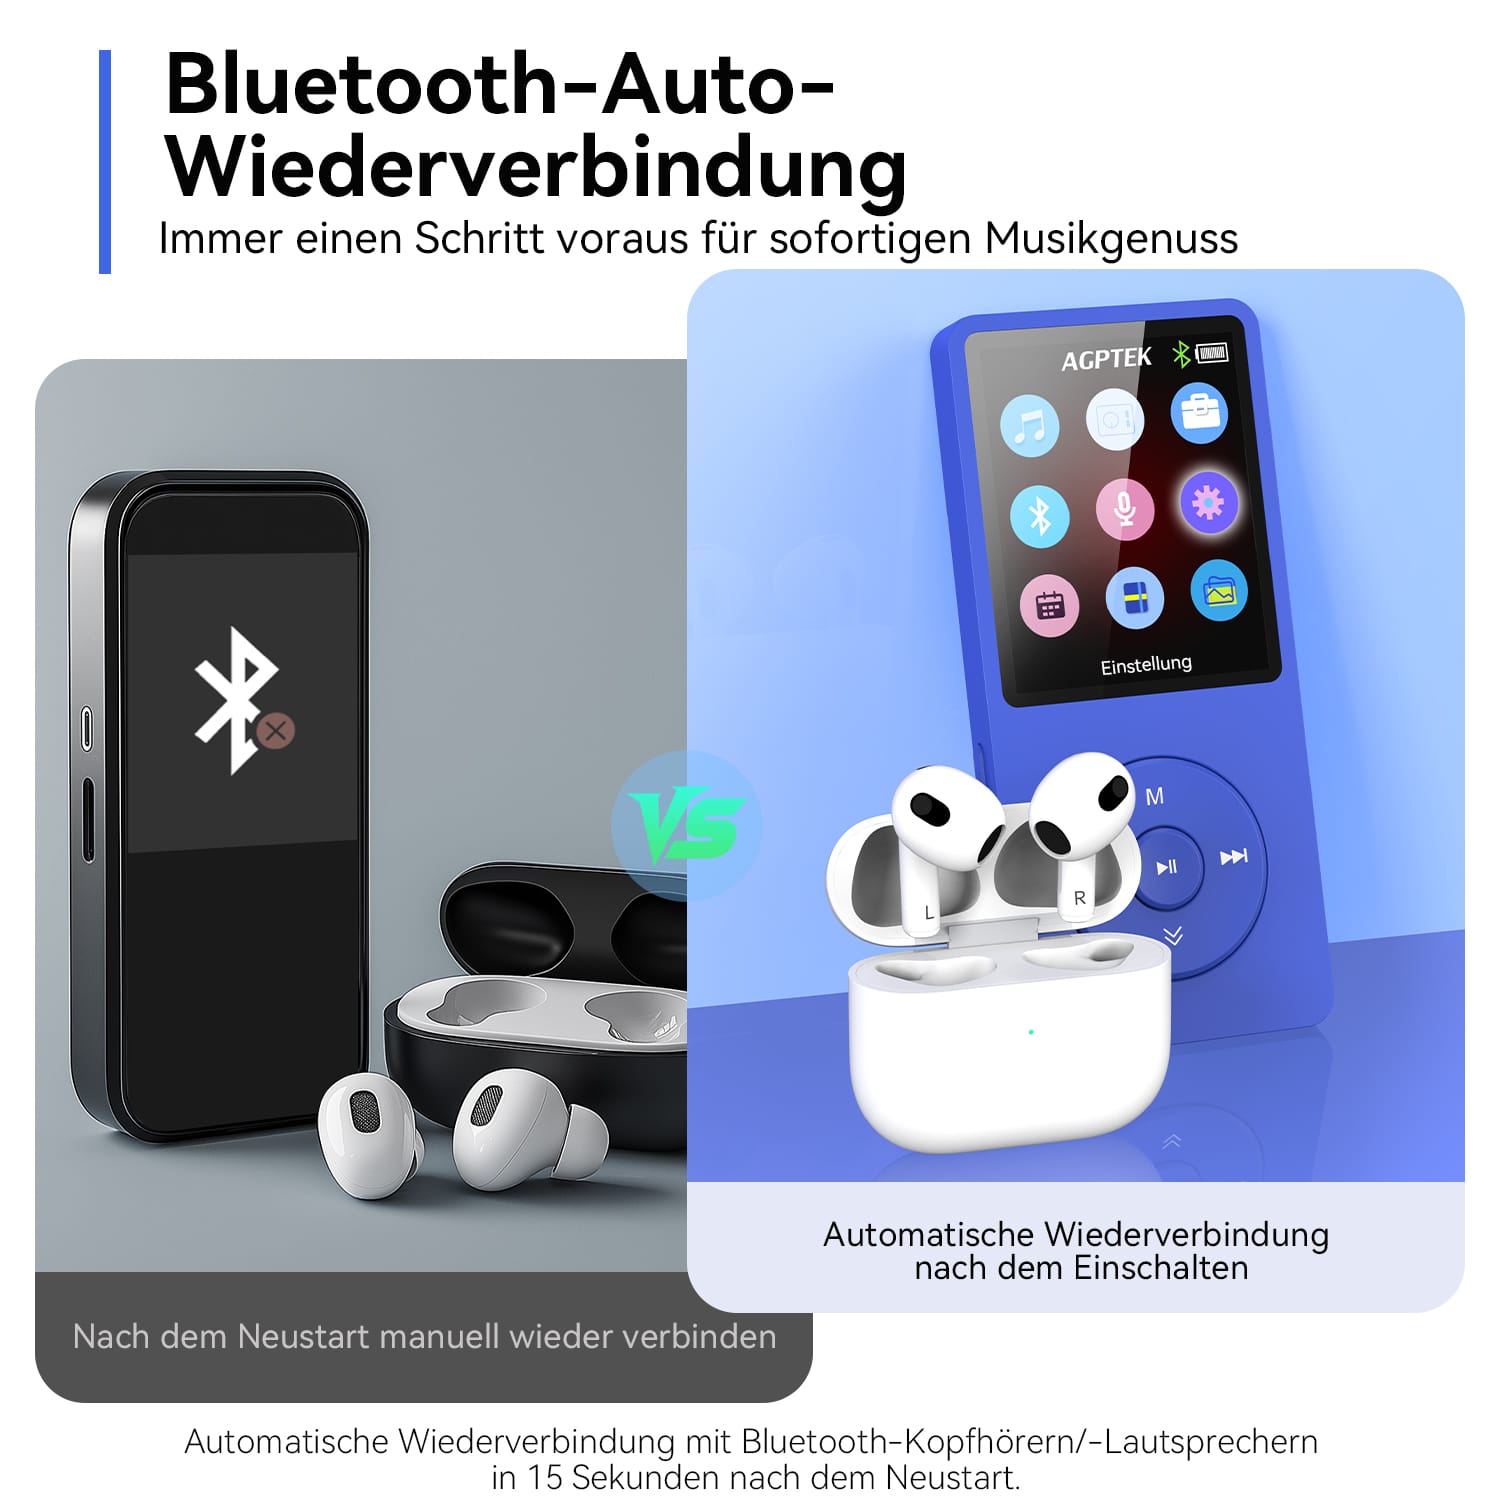 Bluetooth-Auto-
Wiederverbindung
Immer einen Schritt voraus für sofortigen Musikgenuss
AGPTEK
Einstellung
VS
M
L
R
Automatische Wiederverbindung
nach dem Einschalten
Nach dem Neustart manuell wieder verbinden
Automatische Wiederverbindung mit Bluetooth-Kopfhörern/-Lautsprechern
in 15 Sekunden nach dem Neustart.